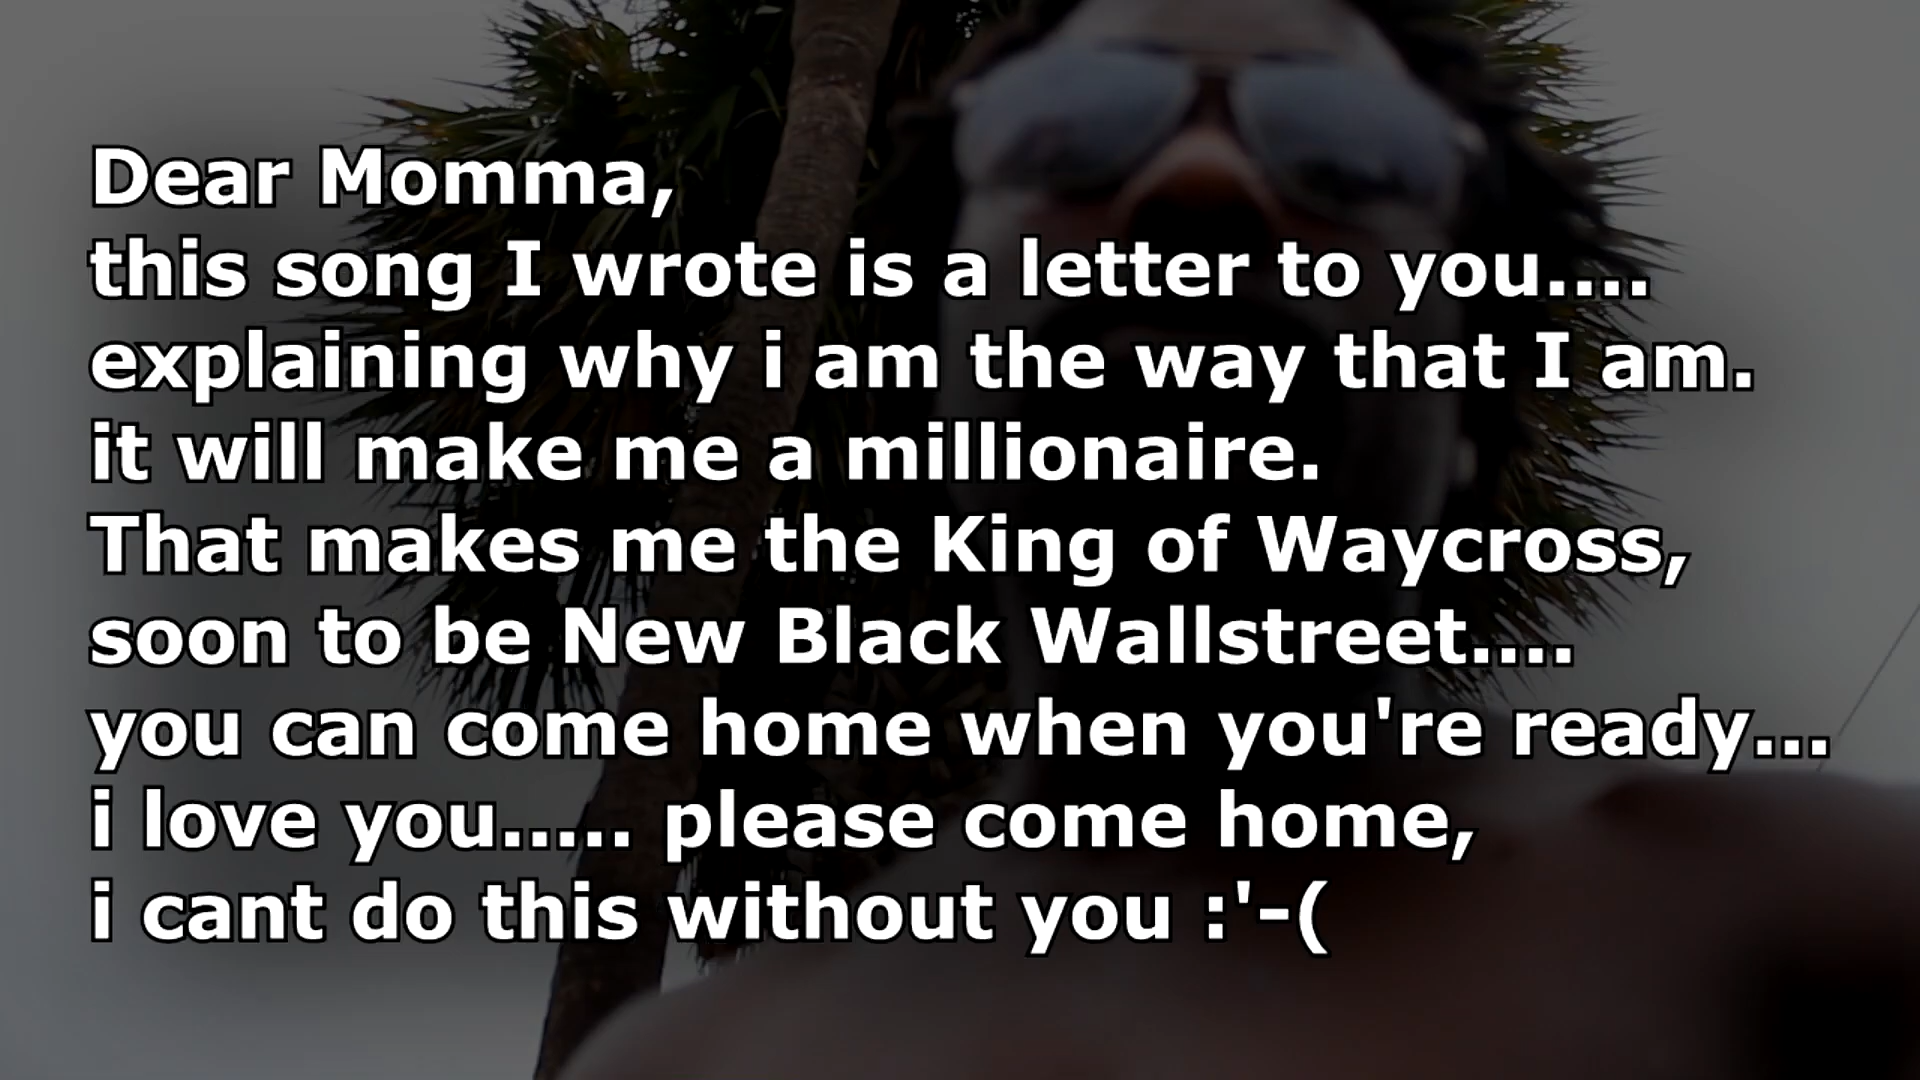 Dear Momma,
this song I wrote is a letter to you....
explaining why i am the way that I am.
it will make me a millionaire.
That makes me the King of Waycross,
soon to be New Black Wallstreet....
you can come home when you're ready...
i love you..... please come home,
i cant do this without you :'-(